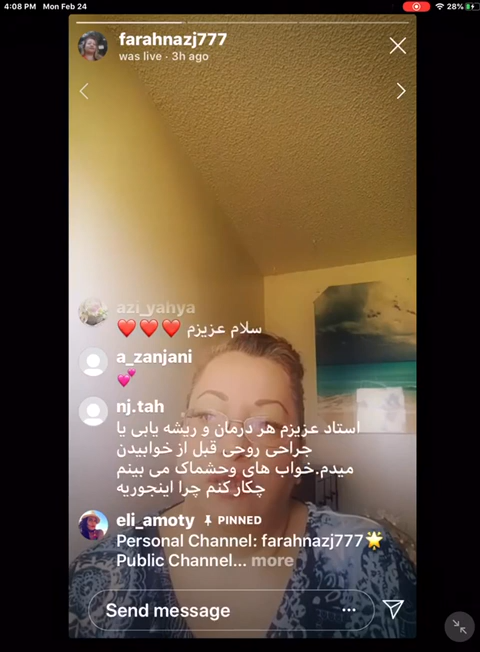 4:08 PM Mon Feb 24
28%
farahnazj777
was live · 3h ago
azi_yahya
❤️❤️❤️ سلام عزیزم
a_zanjani
💕
nj.tah
استاد عزیزم هر درمان و ریشه یابی یا
جراحی روحی قبل از خوابیدن
میدم.خواب های وحشماک می بینم
چکار کنم چرا اینجوریه
eli_amoty PINNED
Personal Channel: farahnazj777🌟
Public Channel... more
Send message